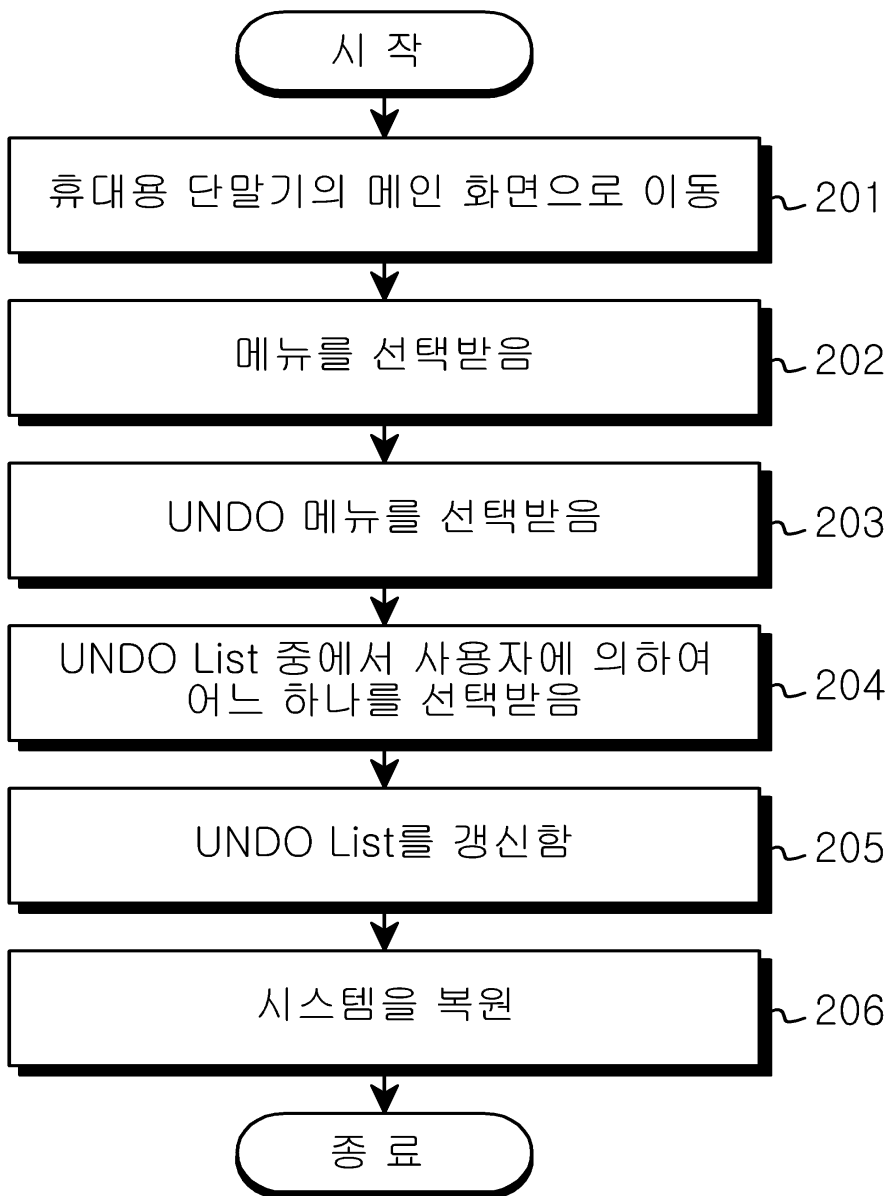 시 작
휴대용 단말기의 메인 화면으로 이동
201
메뉴를 선택받음
202
UNDO 메뉴를 선택받음
203
UNDO List 중에서 사용자에 의하여
어느 하나를 선택받음
204
UNDO List를 갱신함
205
시스템을 복원
206
종 료